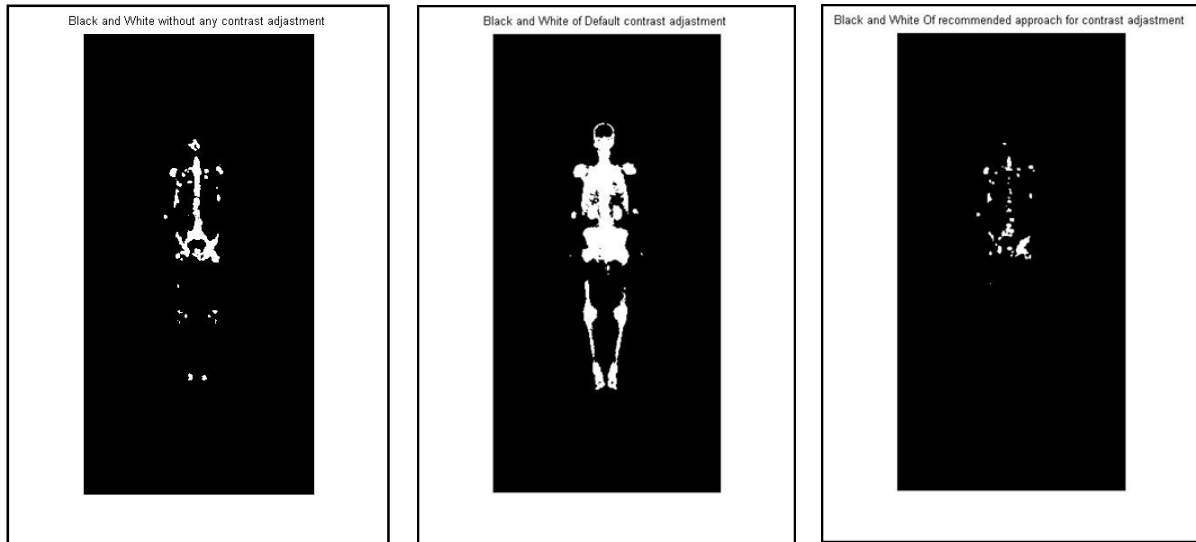 Black and White without any contrast adjastment
Black and White of Default contrast adjastment
Black and White Of recommended approach for contrast adjastment